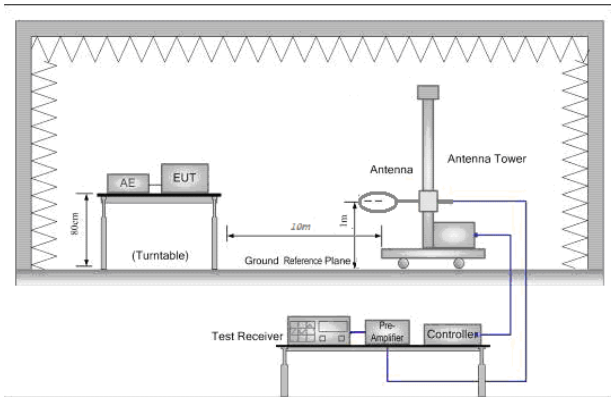 Antenna
Antenna Tower
AE
EUT
80cm
(Turntable)
10m
1m
Ground Reference Plane
Test Receiver
Pre-
Amplifier
Controller